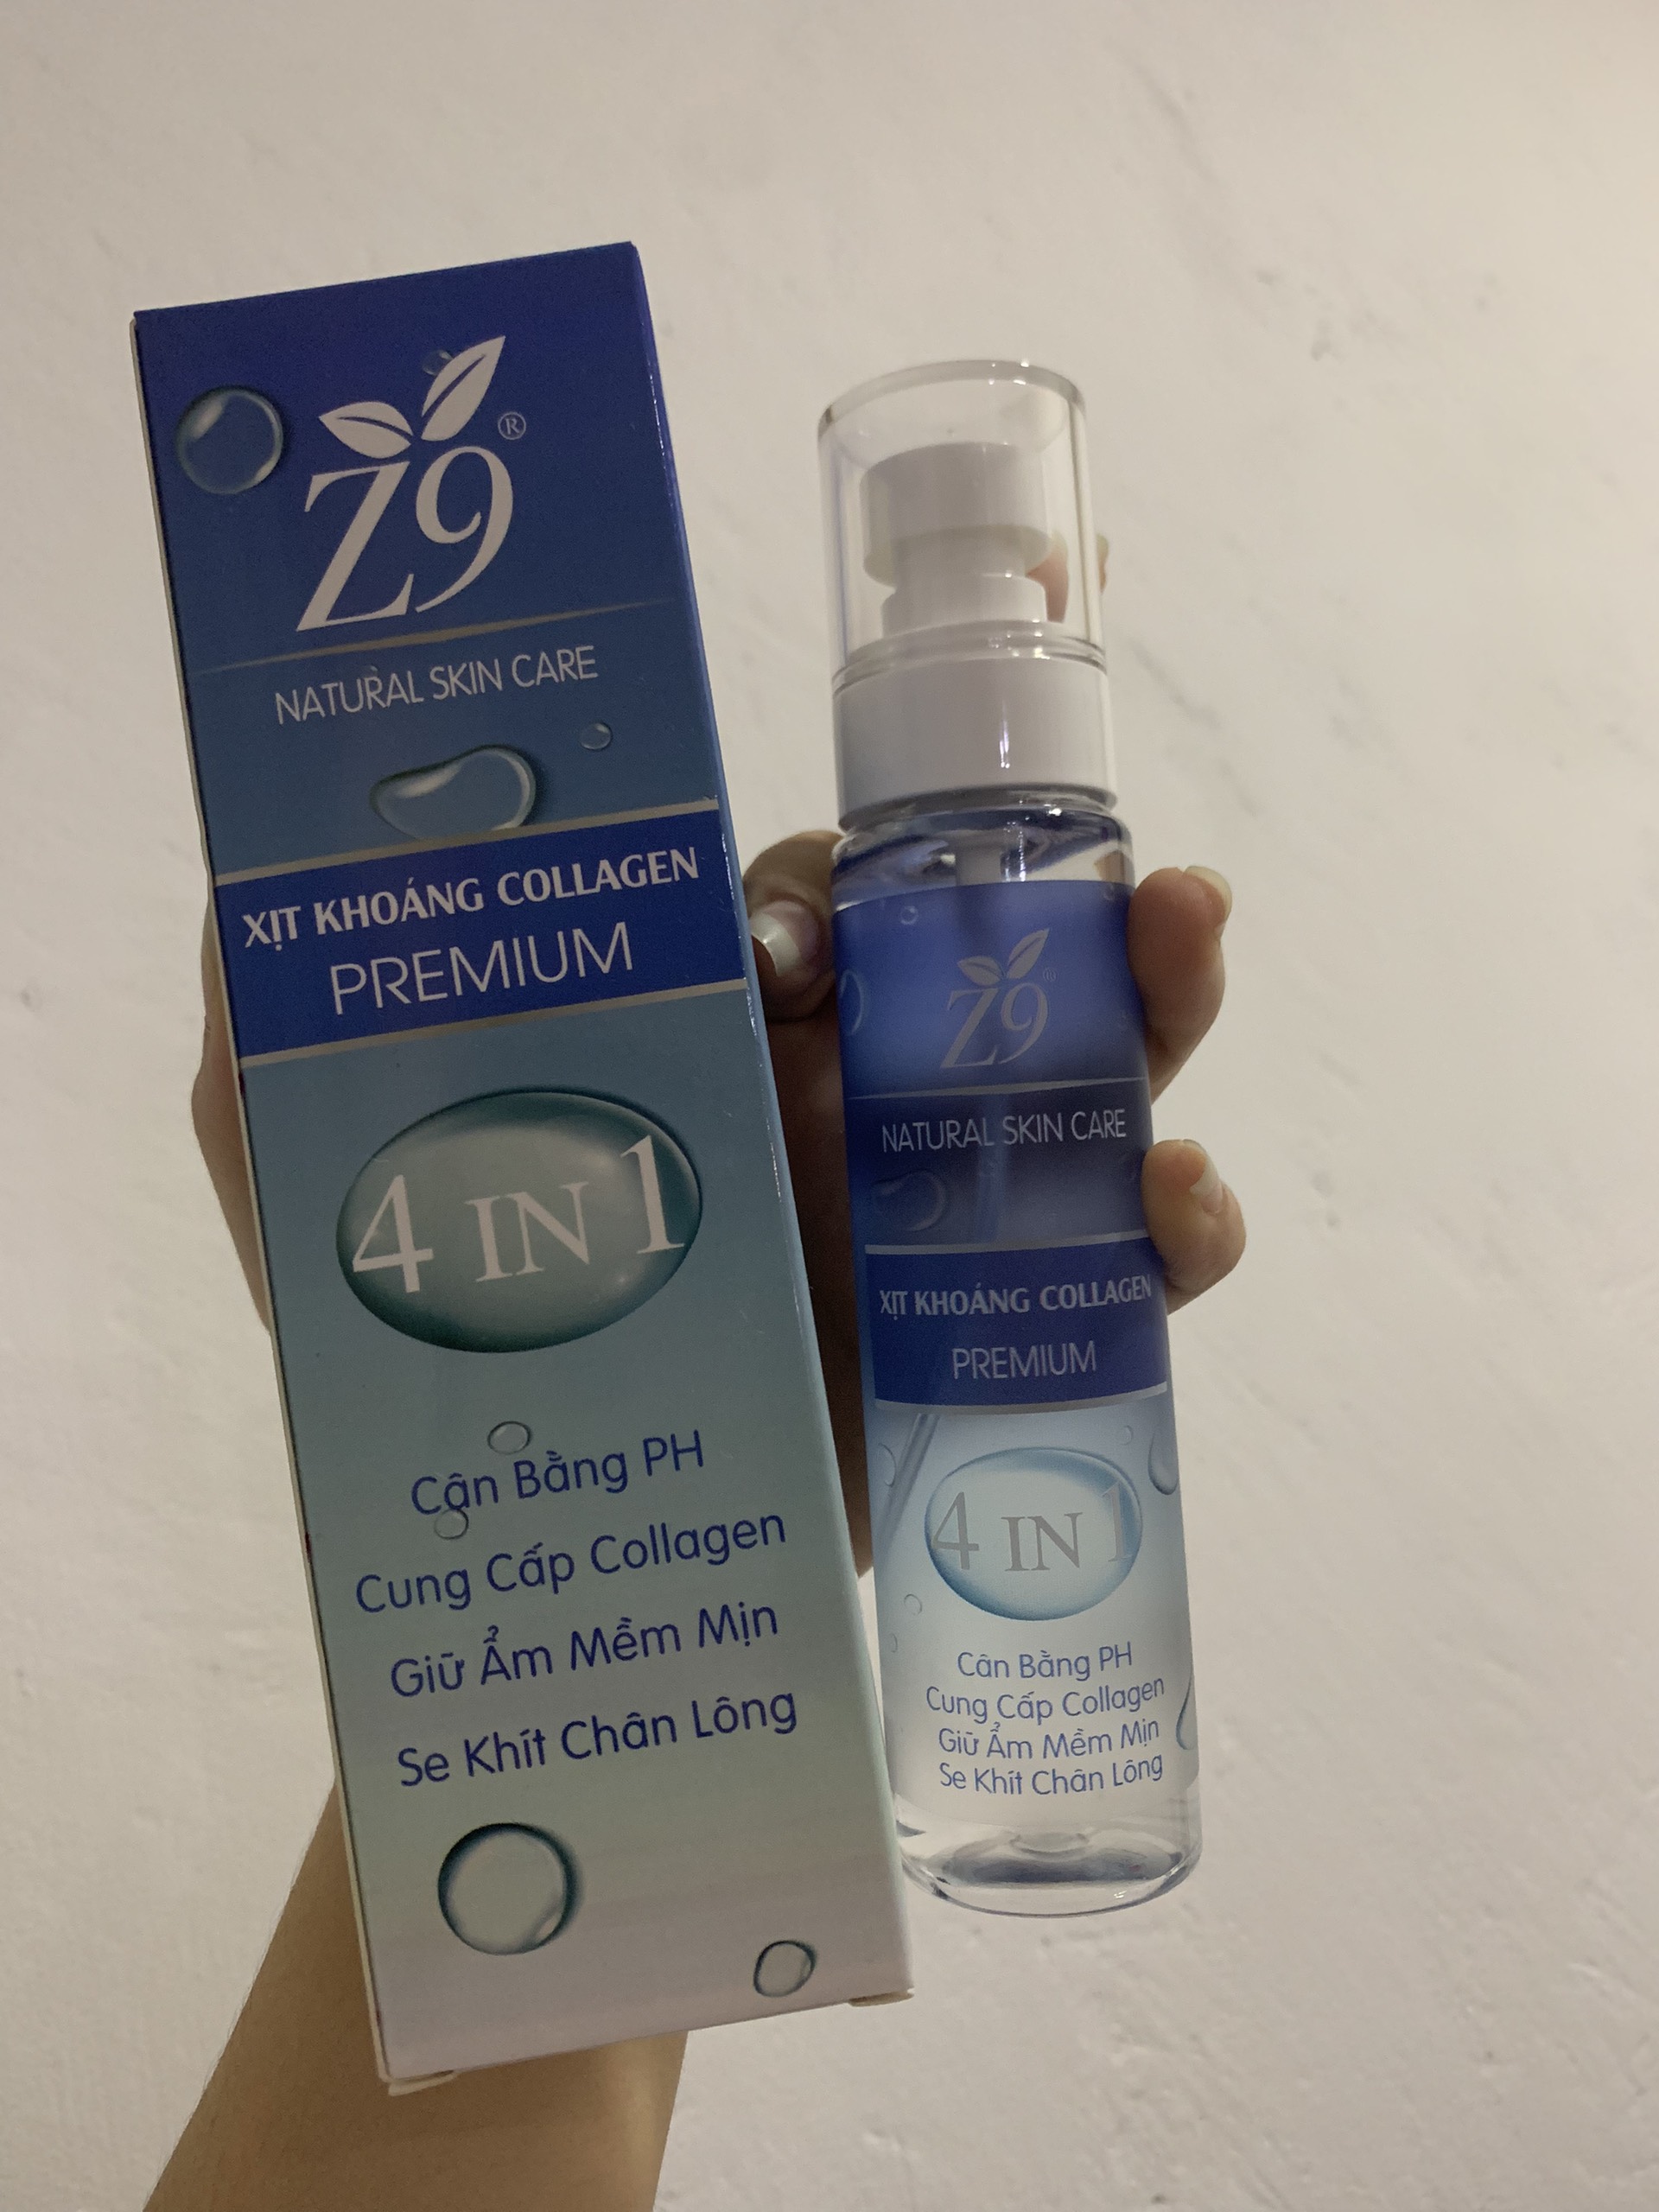 Z9®
NATURAL SKIN CARE
XỊT KHOÁNG COLLAGEN
PREMIUM
4 IN 1
Cân Bằng PH
Cung Cấp Collagen
Giữ Ẩm Mềm Mịn
Se Khít Chân Lông
Z9®
NATURAL SKIN CARE
XỊT KHOÁNG COLLAGEN
PREMIUM
4 IN 1
Cân Bằng PH
Cung Cấp Collagen
Giữ Ẩm Mềm Mịn
Se Khít Chân Lông